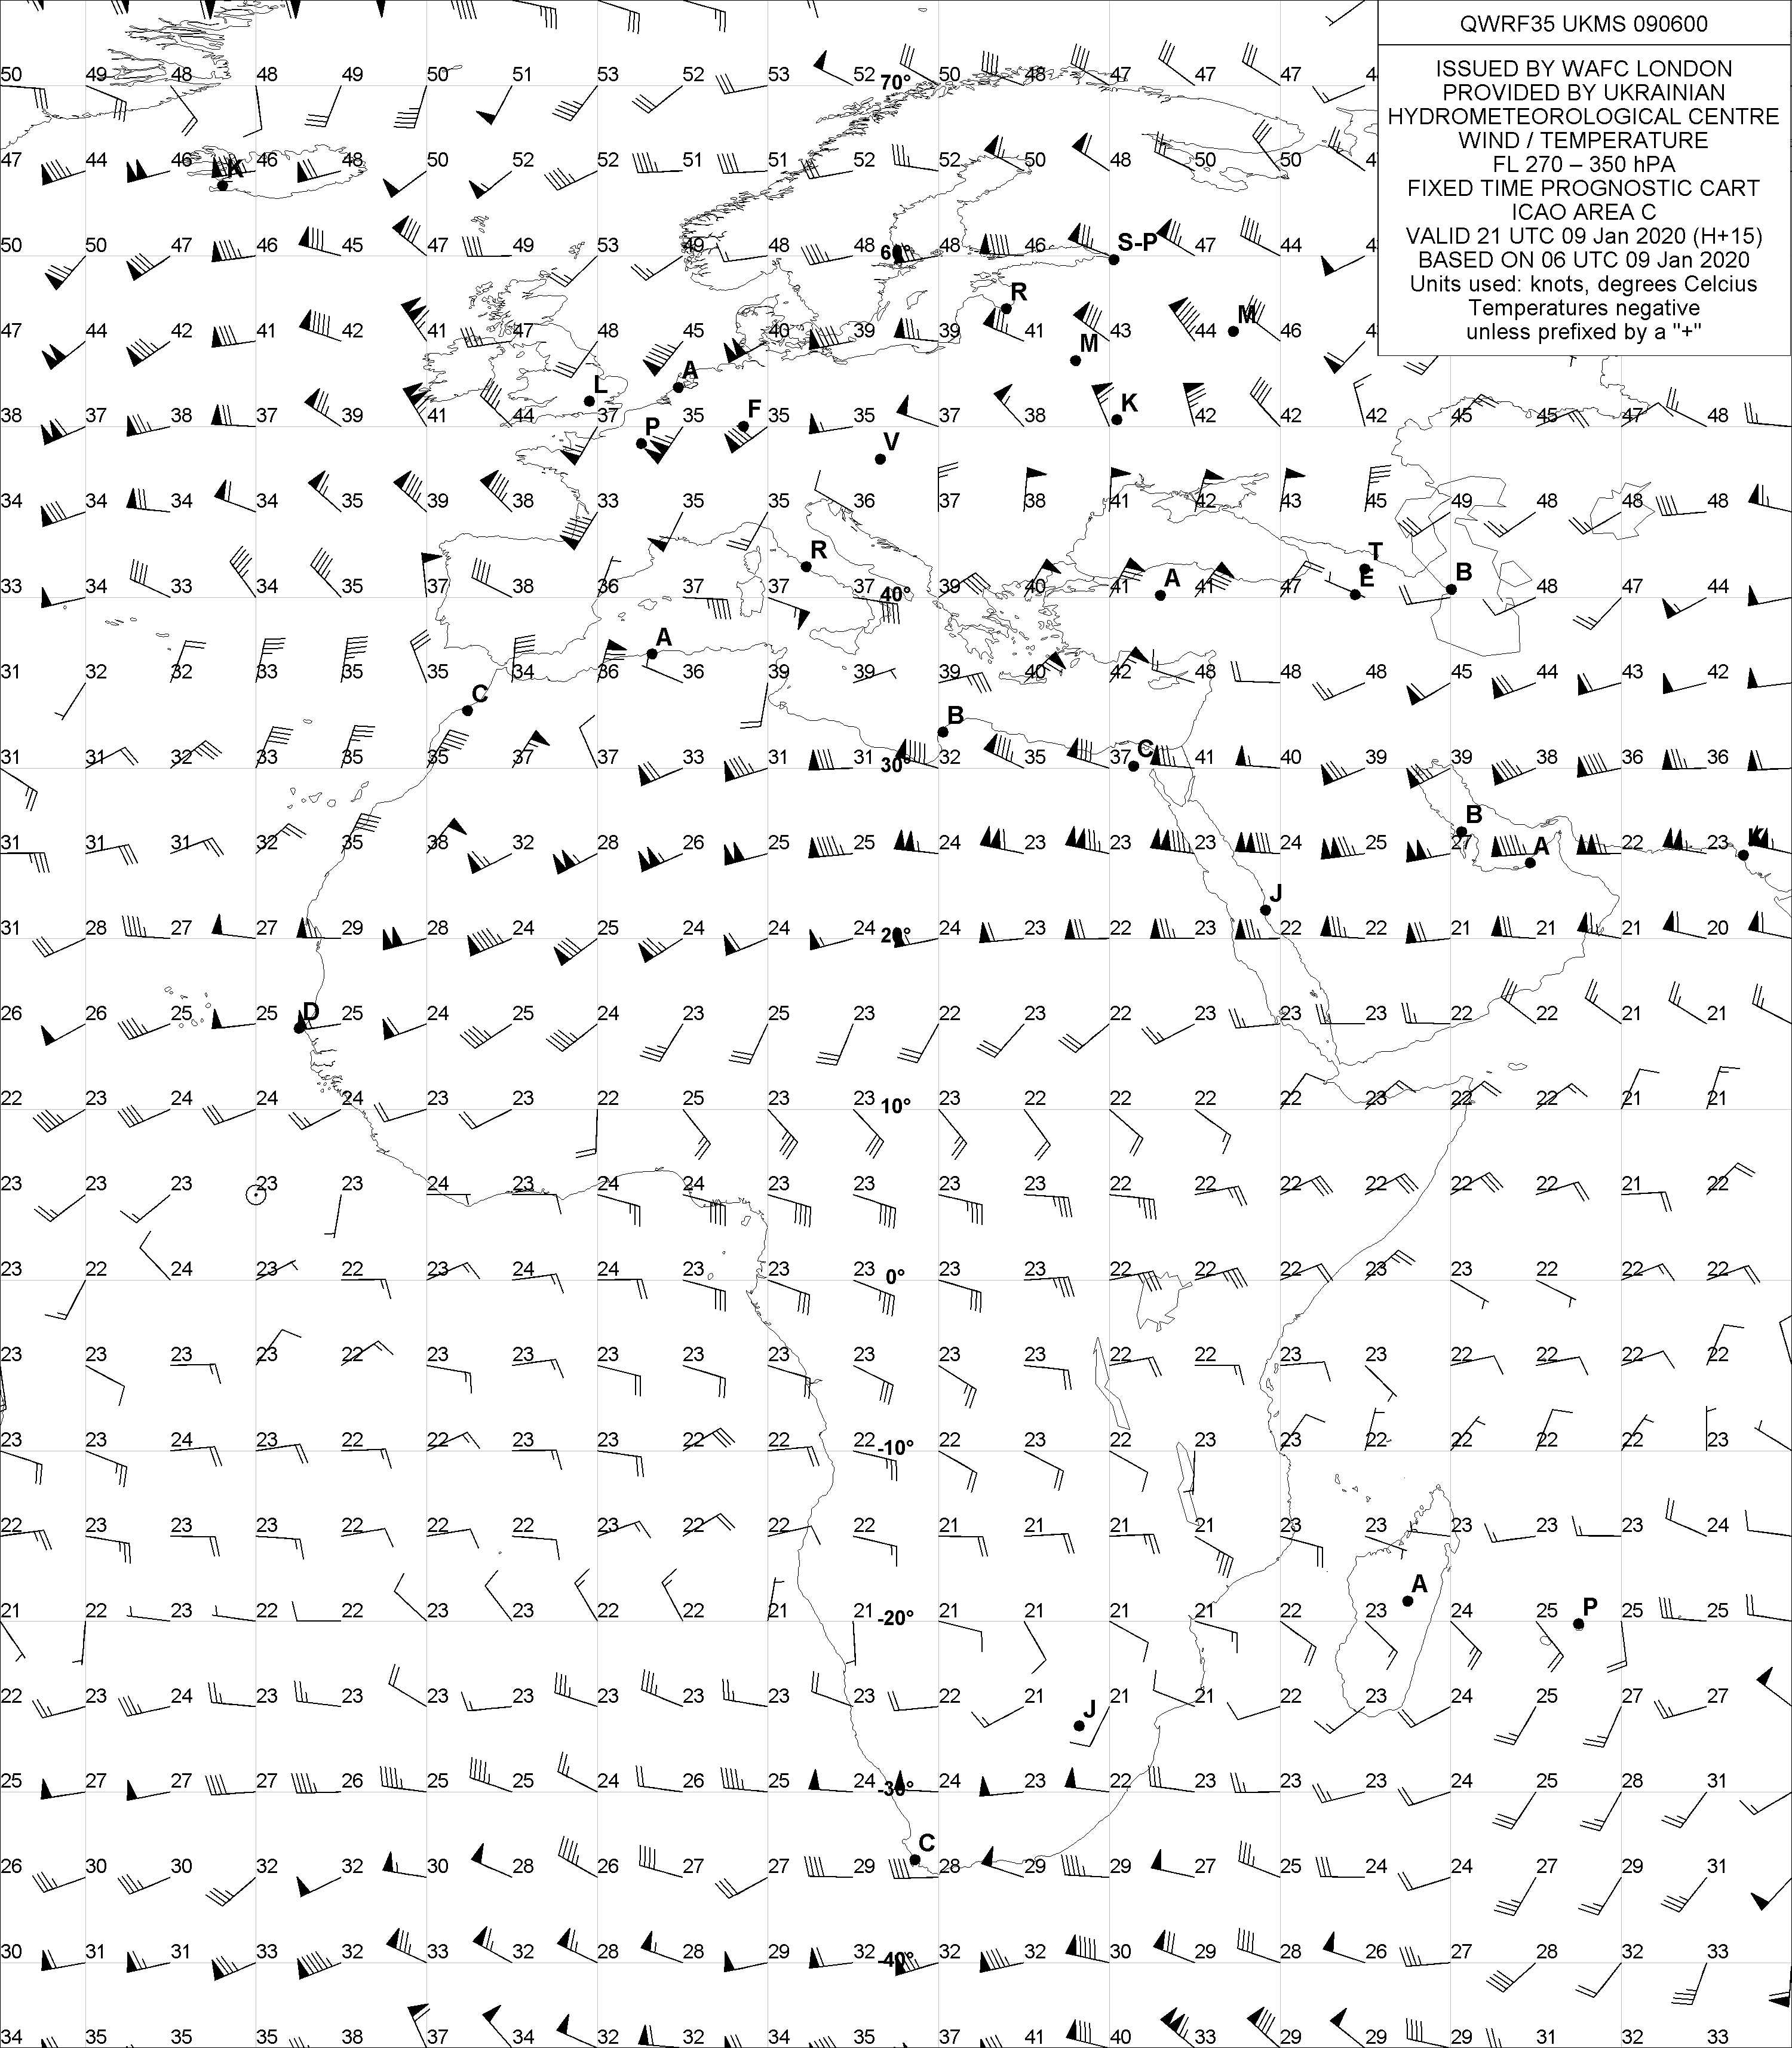 QWRF35 UKMS 090600
ISSUED BY WAFC LONDON
PROVIDED BY UKRAINIAN
HYDROMETEOROLOGICAL CENTRE
WIND / TEMPERATURE
FL 270 – 350 hPA
FIXED TIME PROGNOSTIC CART
ICAO AREA C
VALID 21 UTC 09 Jan 2020 (H+15)
BASED ON 06 UTC 09 Jan 2020
Units used: knots, degrees Celcius
Temperatures negative
unless prefixed by a "+"
50 49 48 48 49 50 51 53 52 53 52 70° 50 48 47 47 47 4
47 44 46 K 46 48 50 52 52 51 51 52 52 50 48 50 50 4
50 50 47 46 45 47 49 53 49 48 48 60° 48 46 S-P 47 44 4
R
47 44 42 41 42 41 47 48 45 40 39 39 41 43 44 M 46 4
M
A
L
F
K
38 37 38 37 39 41 44 37 35 35 35 37 38 42 42 42 45 45 47 48
P
V
34 34 34 34 35 39 38 33 35 35 36 37 38 41 42 43 45 49 48 48 48
R T
33 34 33 34 35 37 38 36 37 37 37 40° 39 40 41 A 41 47 E B 48 47 44
A
31 32 32 33 35 35 34 36 36 39 39 39 40 42 48 48 48 45 44 43 42
C
B
31 31 32 33 35 35 37 37 33 31 31 30° 32 35 37 C 41 40 39 39 38 36 36
B
31 31 31 32 35 38 32 28 26 25 25 24 23 23 23 24 25 27 A 22 23 K
J
31 28 27 27 29 28 24 25 24 24 24 20° 24 23 22 23 22 22 21 21 21 20
D
26 26 25 25 25 24 25 24 23 25 23 22 23 22 23 23 23 22 22 21 21
22 23 24 24 24 23 23 22 25 23 23 10° 23 22 22 22 22 23 22 22 21 21
23 23 23 23 23 24 23 24 24 23 23 23 23 23 22 22 22 22 22 21 22
23 22 24 23 22 23 24 24 23 23 23 0° 23 23 22 22 22 23 23 22 22 22
23 23 23 23 22 23 23 23 23 23 23 23 23 22 22 23 23 22 22 22 22
23 23 24 23 22 22 23 23 22 23 22 -10° 22 23 22 23 23 22 22 22 22 23
22 23 23 23 22 22 22 23 22 22 22 21 21 21 21 23 23 23 23 23 24
A
21 22 23 22 22 23 23 22 22 21 21 -20° 21 21 21 21 22 23 24 25 P 25 25
22 23 24 23 23 23 23 23 23 23 23 22 21 J 21 21 22 23 24 25 27 27
25 27 27 27 26 25 25 24 26 25 24 -30° 24 23 22 23 23 23 24 25 28 31
C
26 30 30 32 32 30 28 26 27 27 29 28 29 29 27 25 24 24 27 29 31
30 31 31 33 32 33 32 28 28 29 32 -40° 32 32 30 29 28 26 27 28 32 33
34 35 35 35 38 37 34 32 32 34 35 37 41 40 33 29 29 29 31 32 33